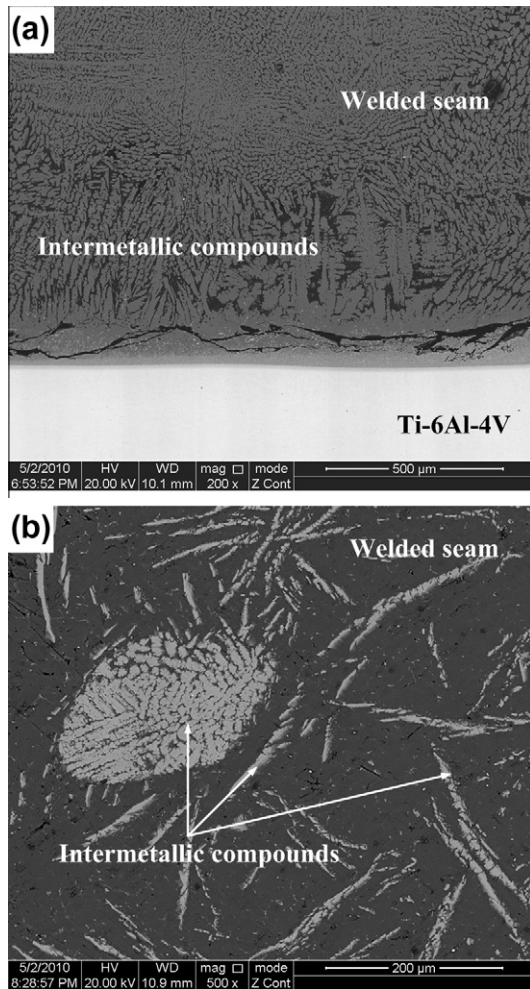 (a)
Welded seam
Intermetallic compounds
Ti-6Al-4V
5/2/2010 HV WD mag □ mode 500 µm
6:53:52 PM 20.00 kV 10.1 mm 200 x Z Cont
(b)
Welded seam
Intermetallic compounds
5/2/2010 HV WD mag □ mode 200 µm
8:28:57 PM 20.00 kV 10.9 mm 500 x Z Cont